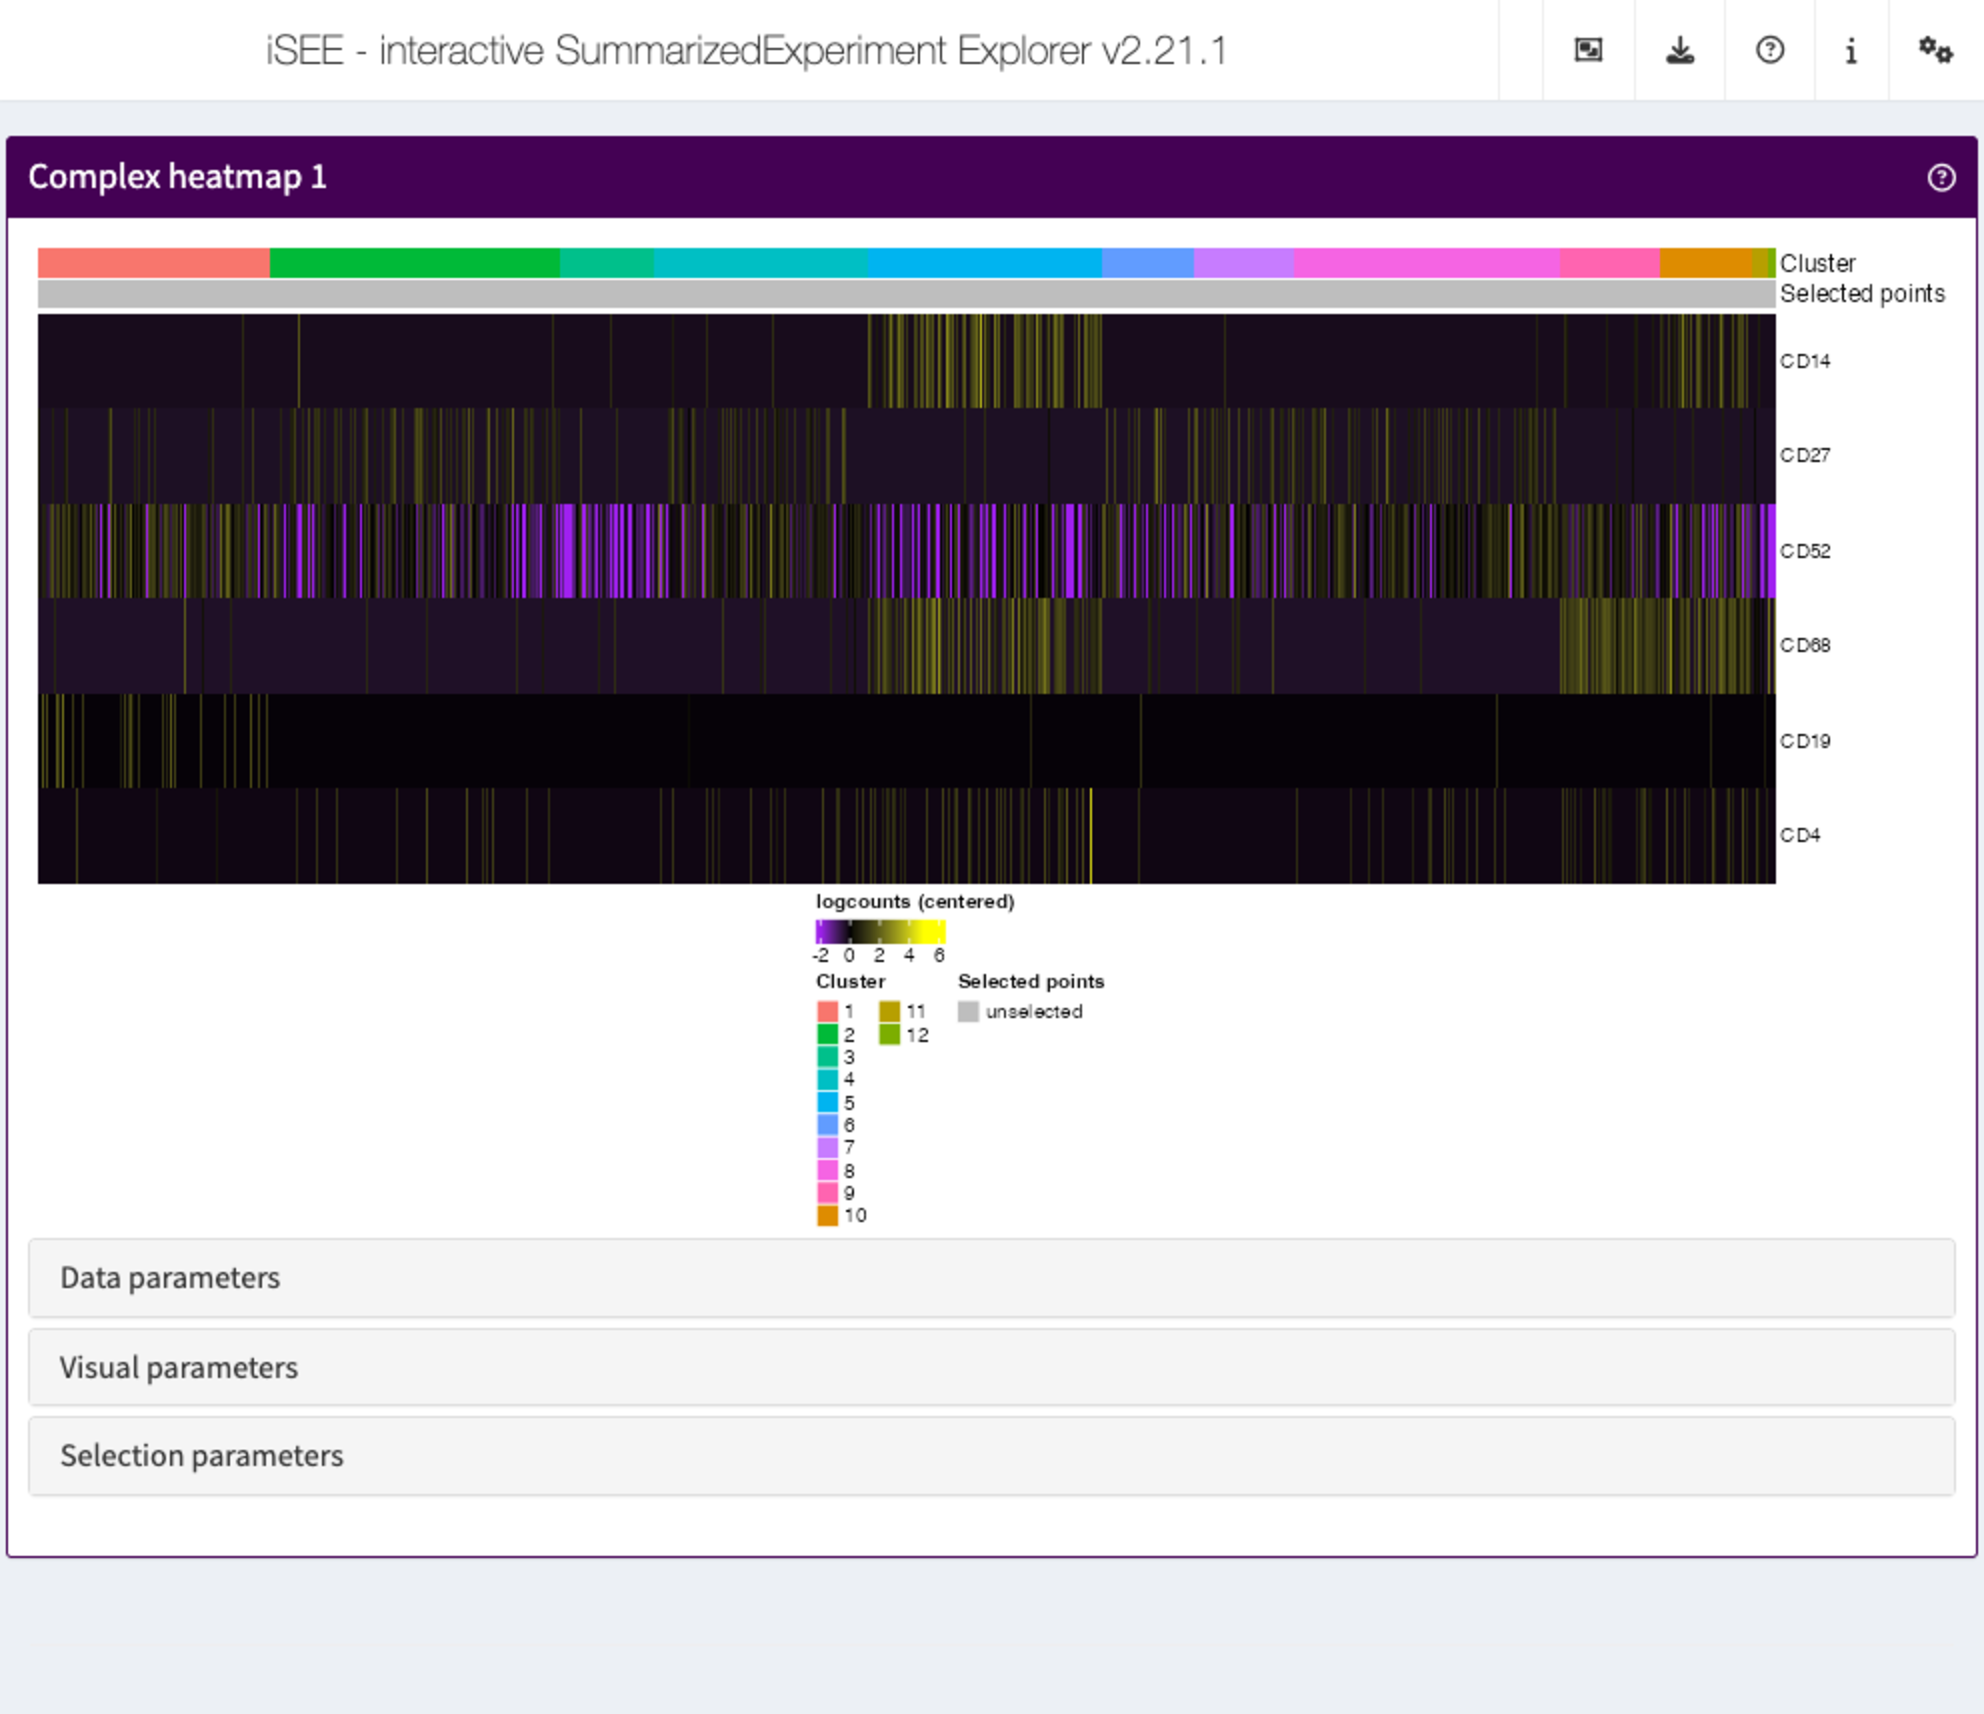 iSEE - interactive SummarizedExperiment Explorer v2.21.1
Complex heatmap 1
Cluster
Selected points
CD14
CD27
CD52
CD68
CD19
CD4
logcounts (centered)
-2 0 2 4 6
Cluster Selected points
1 11 unselected
2 12
3
4
5
6
7
8
9
10
Data parameters
Visual parameters
Selection parameters